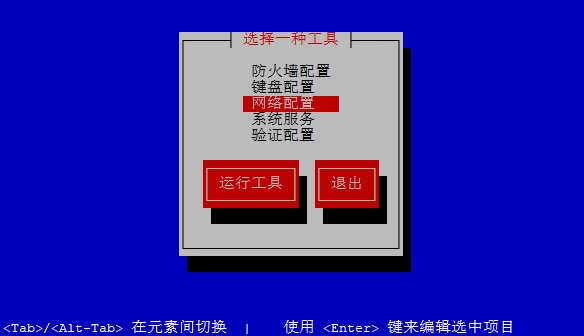 选择一种工具
防火墙配置
键盘配置
网络配置
系统服务
验证配置
运行工具 退出
<Tab>/<Alt-Tab> 在元素间切换 | 使用 <Enter> 键来编辑选中项目